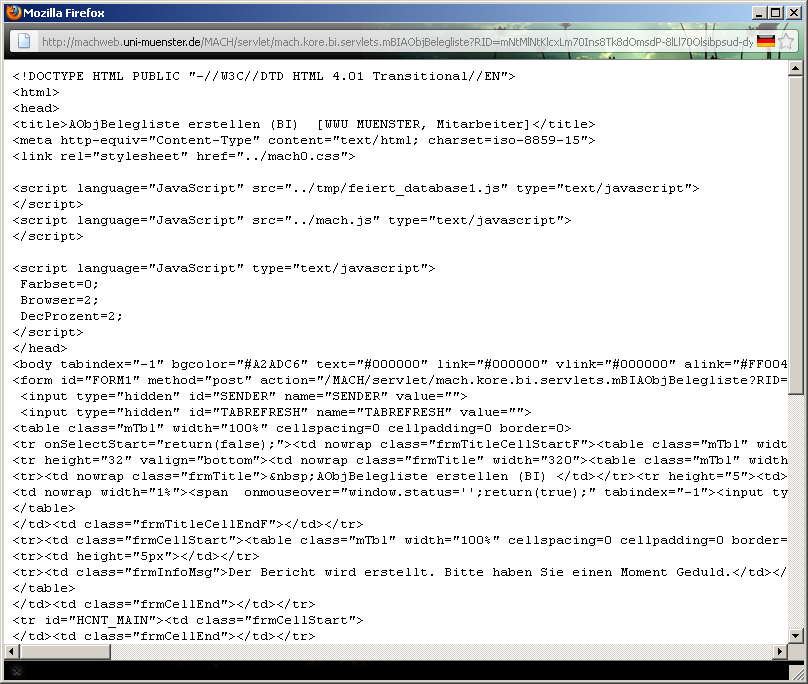 Mozilla Firefox
http://machweb.uni-muenster.de/MACH/servlet/mach.kore.bi.servlets.mBIAObjBelegliste?
<!DOCTYPE HTML PUBLIC "-//W3C//DTD HTML 4.01 Transitional//EN">
<html>
<head>
<title>AObjBelegliste erstellen (BI)  [WWU MUENSTER, Mitarbeiter]</title>
<meta http-equiv="Content-Type" content="text/html; charset=iso-8859-15">
<link rel="stylesheet" href="../mach0.css">
<script language="JavaScript" src="../tmp/feiert_database1.js" type="text/javascript">
</script>
<script language="JavaScript" src="../mach.js" type="text/javascript">
</script>
<script language="JavaScript" type="text/javascript">
Farbset=0;
Browser=2;
DecProzent=2;
</script>
</head>
<body tabindex="-1" bgcolor="#A2ADC6" text="#000000" link="#000000" vlink="#000000" alink="#FF004
<form id="FORM1" method="post" action="/MACH/servlet/mach.kore.bi.servlets.mBIAObjBelegliste?RID=
<input type="hidden" id="SENDER" name="SENDER" value="">
<input type="hidden" id="TABREFRESH" name="TABREFRESH" value="">
<table class="mTbl" width="100%" cellspacing=0 cellpadding=0 border=0>
<tr onSelectStart="return(false);"><td nowrap class="frmTitleCellStartF"><table class="mTbl" widt
<tr height="32" valign="bottom"><td nowrap class="frmTitle" width="320"><table class="mTbl" width
<tr><td nowrap class="frmTitle">&nbsp;AObjBelegliste erstellen (BI) </td></tr><tr height="5"><td>
<td nowrap width="1%"><span  onmouseover="window.status='';return(true);" tabindex="-1"><input ty
</table>
</td><td class="frmTitleCellEndF"></td></tr>
<tr><td class="frmCellStart"><table class="mTbl" width="100%" cellspacing=0 cellpadding=0 border=
<tr><td height="5px"></td></tr>
<tr><td class="frmInfoMsg">Der Bericht wird erstellt. Bitte haben Sie einen Moment Geduld.</td></
</table>
</td><td class="frmCellEnd"></td></tr>
<tr id="HCNT_MAIN"><td class="frmCellStart">
</td><td class="frmCellEnd"></td></tr>